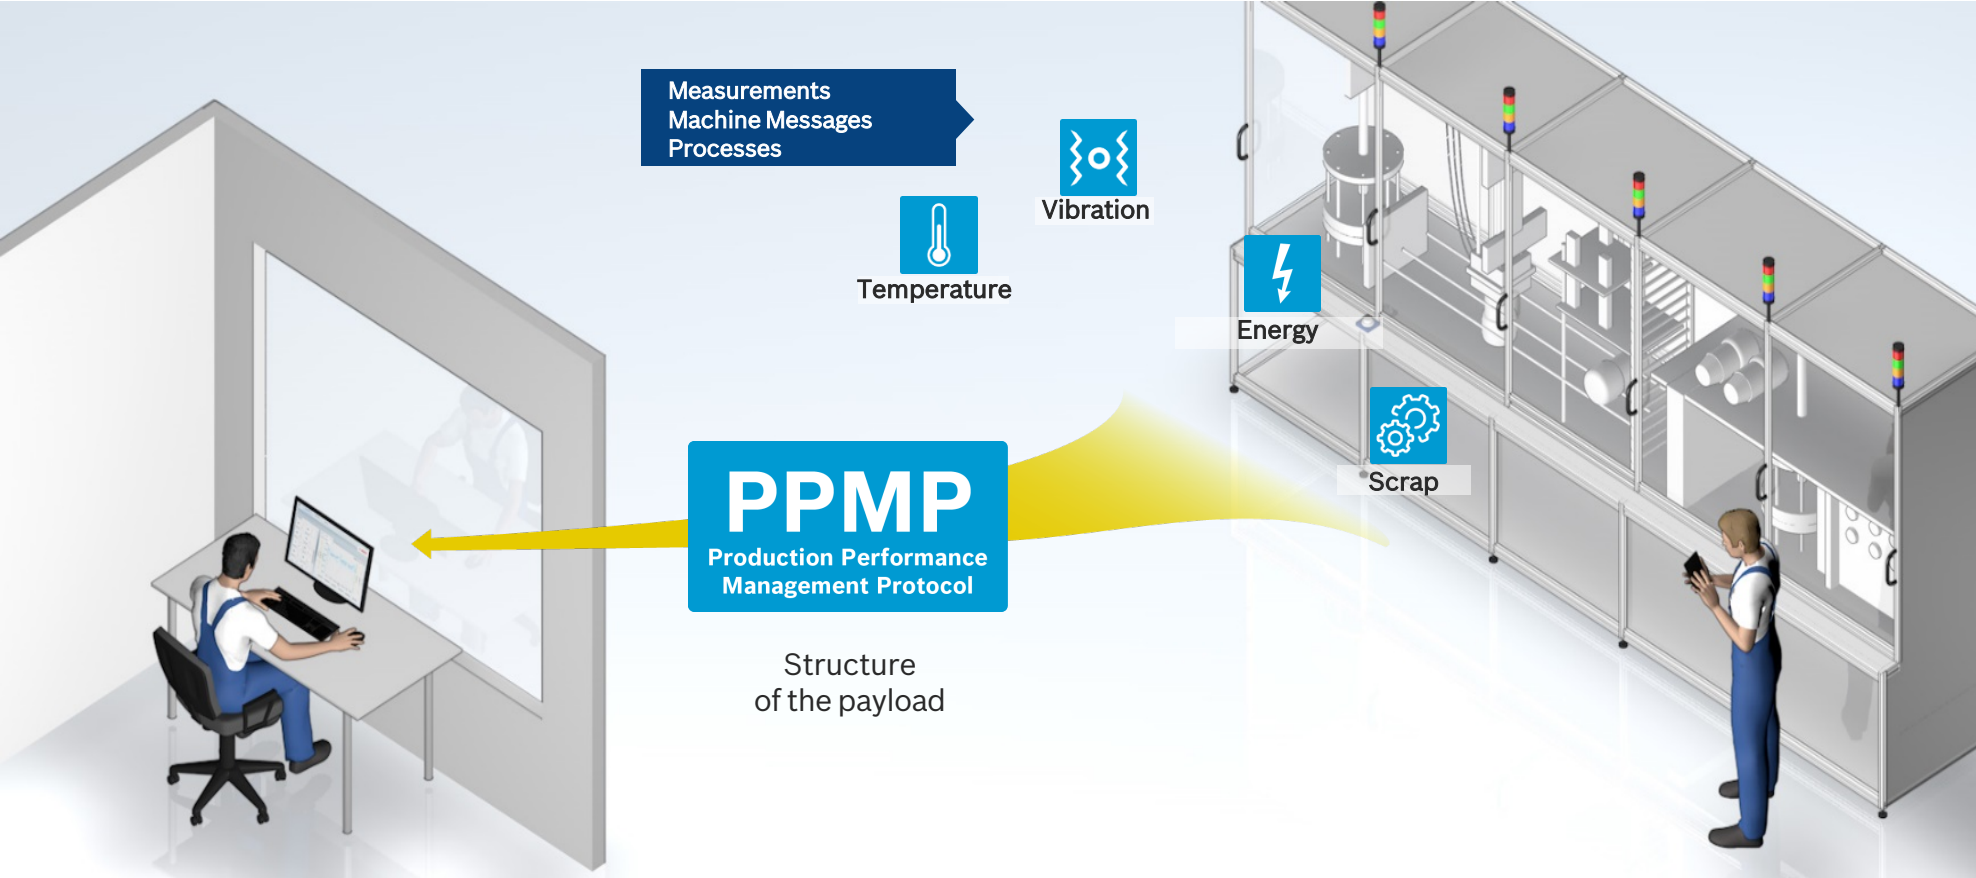 Measurements
Machine Messages
Processes
Vibration
Temperature
Energy
Scrap
PPMP
Production Performance
Management Protocol
Structure
of the payload